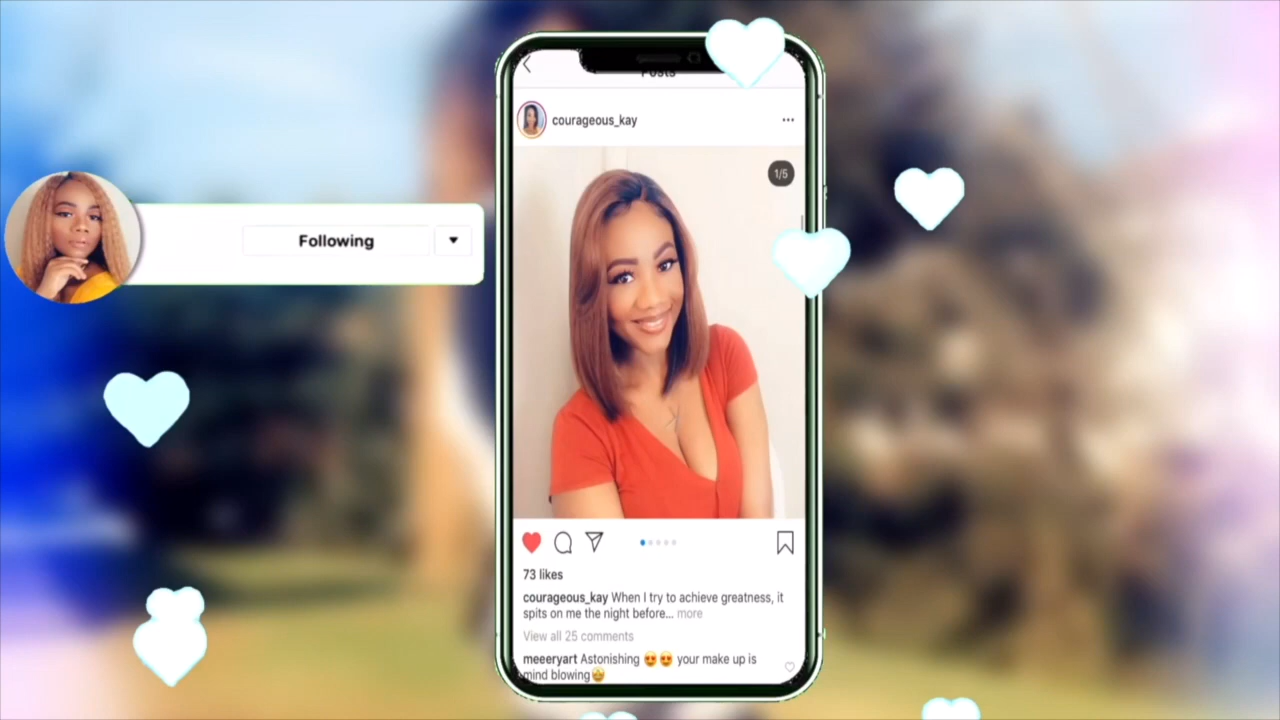 Posts
courageous_kay
1/5
Following
73 likes
courageous_kay When I try to achieve greatness, it
spits on me the night before... more
View all 25 comments
meeeryart Astonishing 😍😍 your make up is
mind blowing🤩